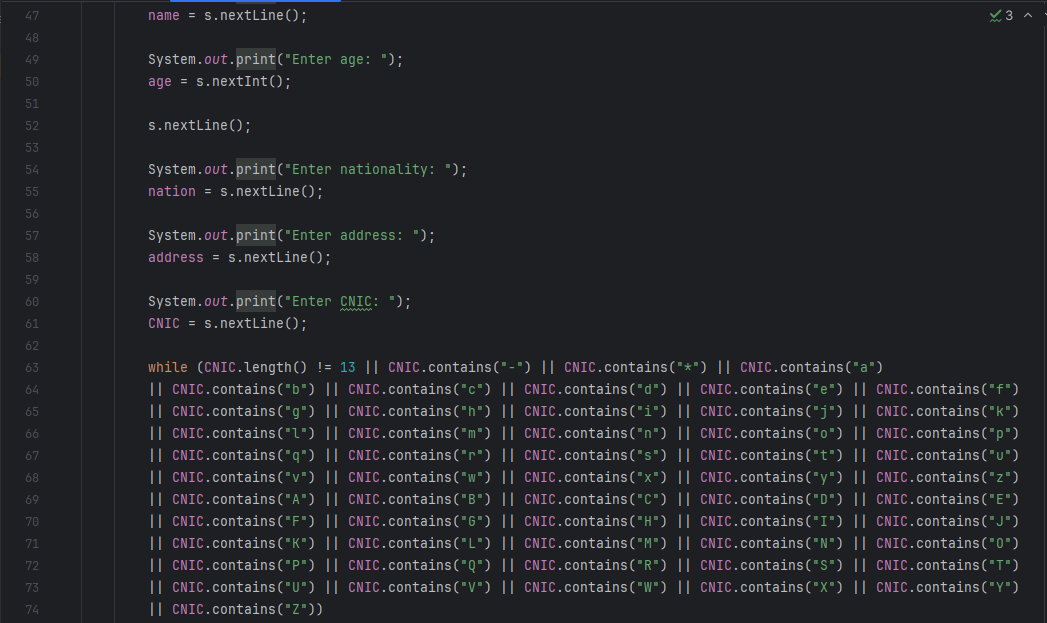 3
47 name = s.nextLine();
48
49 System.out.print("Enter age: ");
50 age = s.nextInt();
51
52 s.nextLine();
53
54 System.out.print("Enter nationality: ");
55 nation = s.nextLine();
56
57 System.out.print("Enter address: ");
58 address = s.nextLine();
59
60 System.out.print("Enter CNIC: ");
61 CNIC = s.nextLine();
62
63 while (CNIC.length() != 13 || CNIC.contains("-") || CNIC.contains("*") || CNIC.contains("a")
64 || CNIC.contains("b") || CNIC.contains("c") || CNIC.contains("d") || CNIC.contains("e") || CNIC.contains("f")
65 || CNIC.contains("g") || CNIC.contains("h") || CNIC.contains("i") || CNIC.contains("j") || CNIC.contains("k")
66 || CNIC.contains("l") || CNIC.contains("m") || CNIC.contains("n") || CNIC.contains("o") || CNIC.contains("p")
67 || CNIC.contains("q") || CNIC.contains("r") || CNIC.contains("s") || CNIC.contains("t") || CNIC.contains("u")
68 || CNIC.contains("v") || CNIC.contains("w") || CNIC.contains("x") || CNIC.contains("y") || CNIC.contains("z")
69 || CNIC.contains("A") || CNIC.contains("B") || CNIC.contains("C") || CNIC.contains("D") || CNIC.contains("E")
70 || CNIC.contains("F") || CNIC.contains("G") || CNIC.contains("H") || CNIC.contains("I") || CNIC.contains("J")
71 || CNIC.contains("K") || CNIC.contains("L") || CNIC.contains("M") || CNIC.contains("N") || CNIC.contains("O")
72 || CNIC.contains("P") || CNIC.contains("Q") || CNIC.contains("R") || CNIC.contains("S") || CNIC.contains("T")
73 || CNIC.contains("U") || CNIC.contains("V") || CNIC.contains("W") || CNIC.contains("X") || CNIC.contains("Y")
74 || CNIC.contains("Z"))